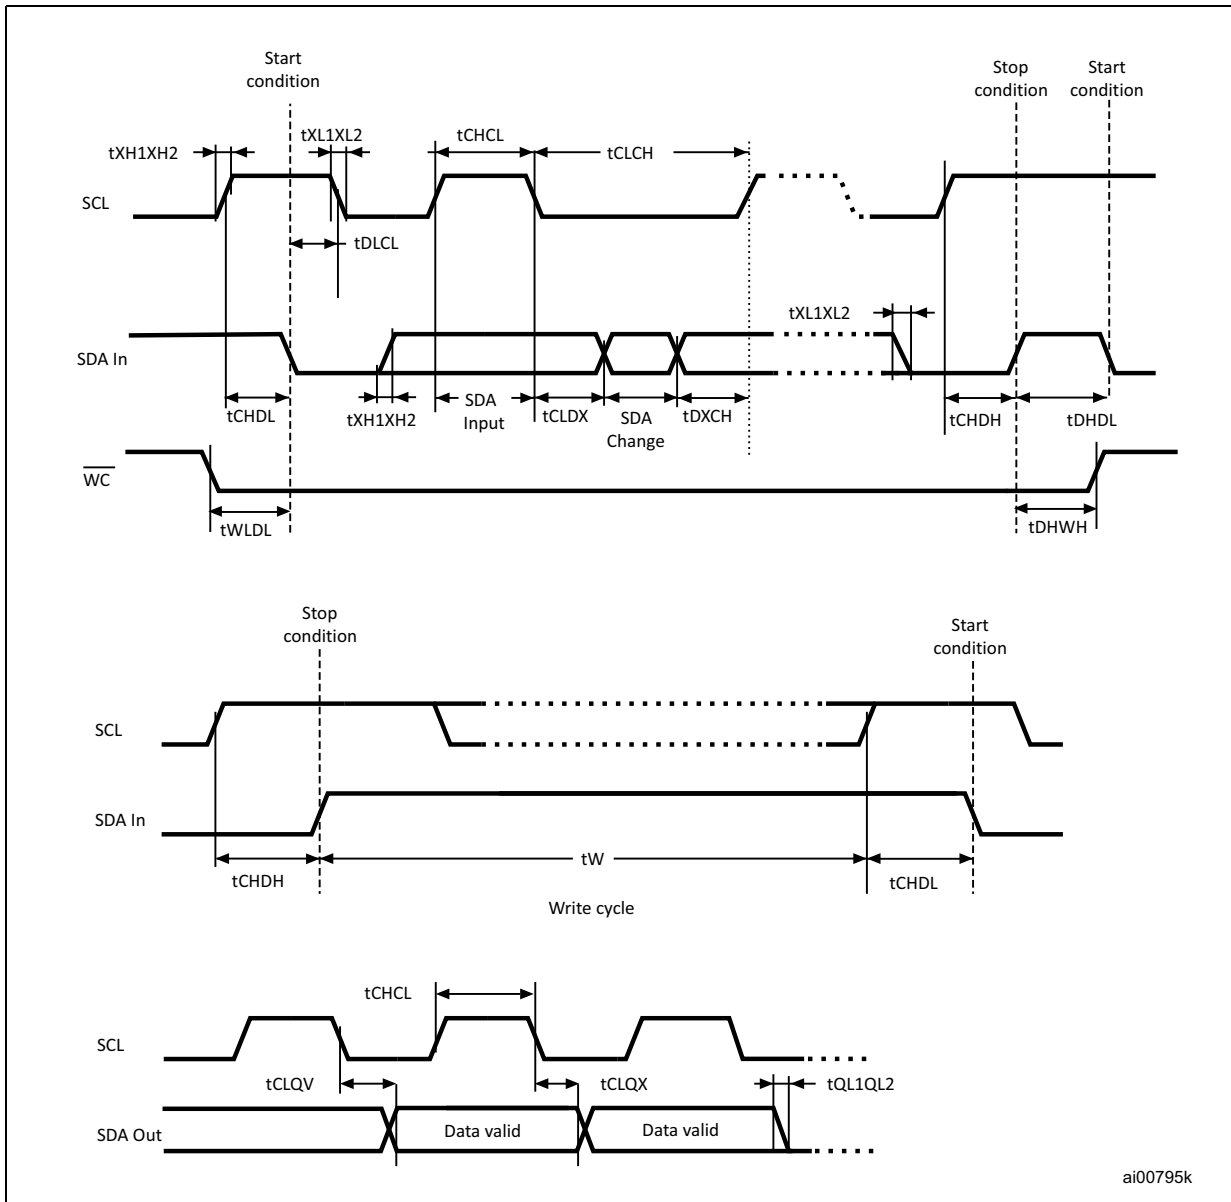 Start
condition
Stop
condition
Start
condition
tXH1XH2
tXL1XL2
tCHCL
tCLCH
SCL
tDLCL
tXL1XL2
SDA In
tCHDL
tXH1XH2
SDA
Input
tCLDX
SDA
Change
tDXCH
tCHDH
tDHDL
WC
tWLDL
tDHWH
Stop
condition
Start
condition
SCL
SDA In
tCHDH
tW
tCHDL
Write cycle
tCHCL
SCL
tCLQV
tCLQX
tQL1QL2
SDA Out
Data valid
Data valid
ai00795k